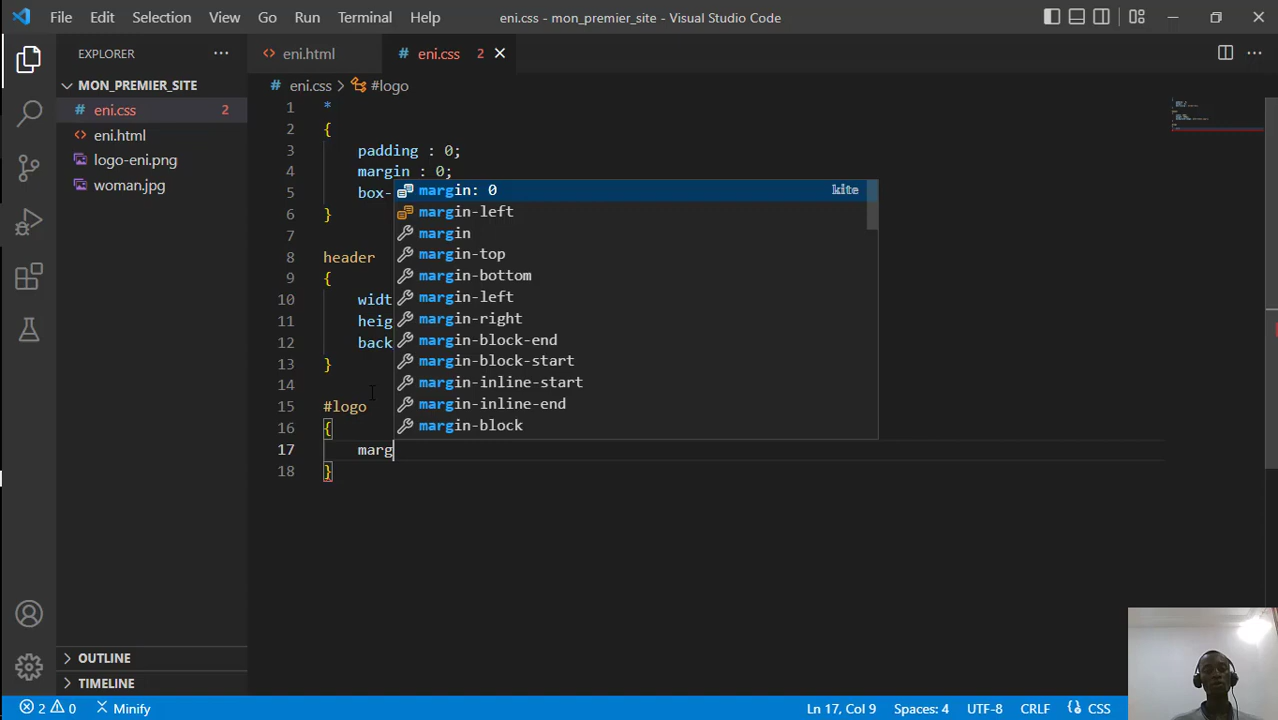 File Edit Selection View Go Run Terminal Help eni.css - mon_premier_site - Visual Studio Code
EXPLORER
eni.html
eni.css 2
MON_PREMIER_SITE
eni.css 2
eni.html
logo-eni.png
woman.jpg
eni.css #logo
1 *
2 {
3 padding : 0;
4 margin : 0;
5 box-
6 }
7
8 header
9 {
10 widt
11 heig
12 back
13 }
14
15 #logo
16 {
17 marg
18 }
margin: 0 kite
margin-left
margin
margin-top
margin-bottom
margin-left
margin-right
margin-block-end
margin-block-start
margin-inline-start
margin-inline-end
margin-block
OUTLINE
TIMELINE
2 0 Minify Ln 17, Col 9 Spaces: 4 UTF-8 CRLF CSS